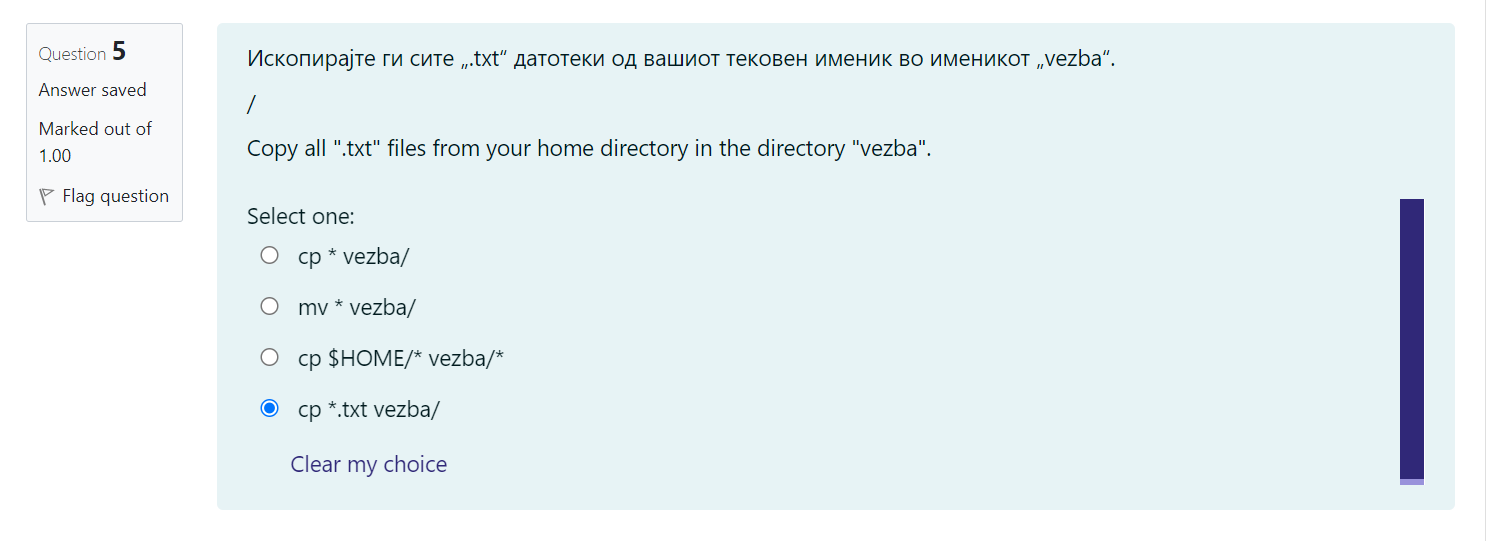 Question 5
Answer saved
Marked out of
1.00
Flag question
Ископирајте ги сите „.txt“ датотеки од вашиот тековен именик во именикот „vezba“.
/
Copy all ".txt" files from your home directory in the directory "vezba".
Select one:
cp * vezba/
mv * vezba/
cp $HOME/* vezba/*
cp *.txt vezba/
Clear my choice